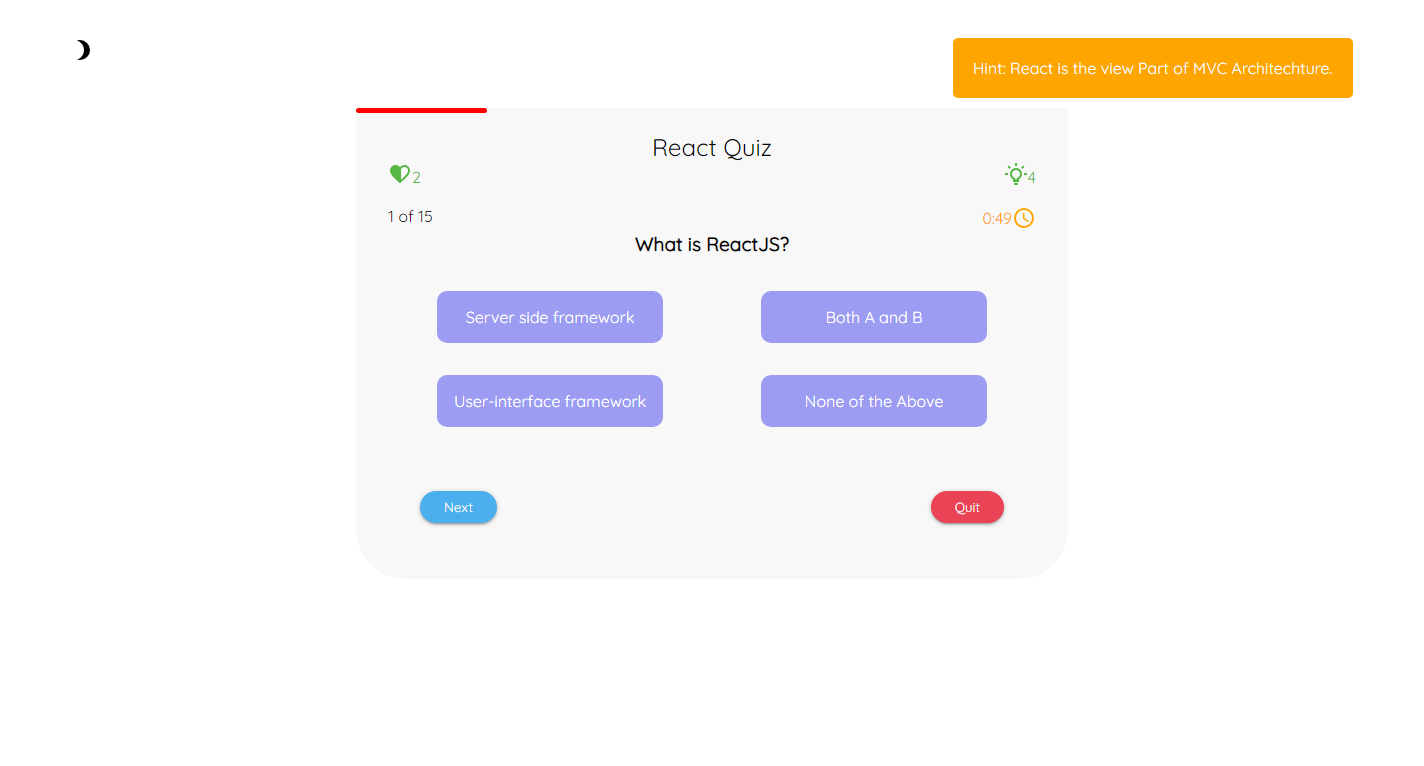 Hint: React is the view Part of MVC Architechture.
React Quiz
2
4
1 of 15
0:49
What is ReactJS?
Server side framework
Both A and B
User-interface framework
None of the Above
Next
Quit